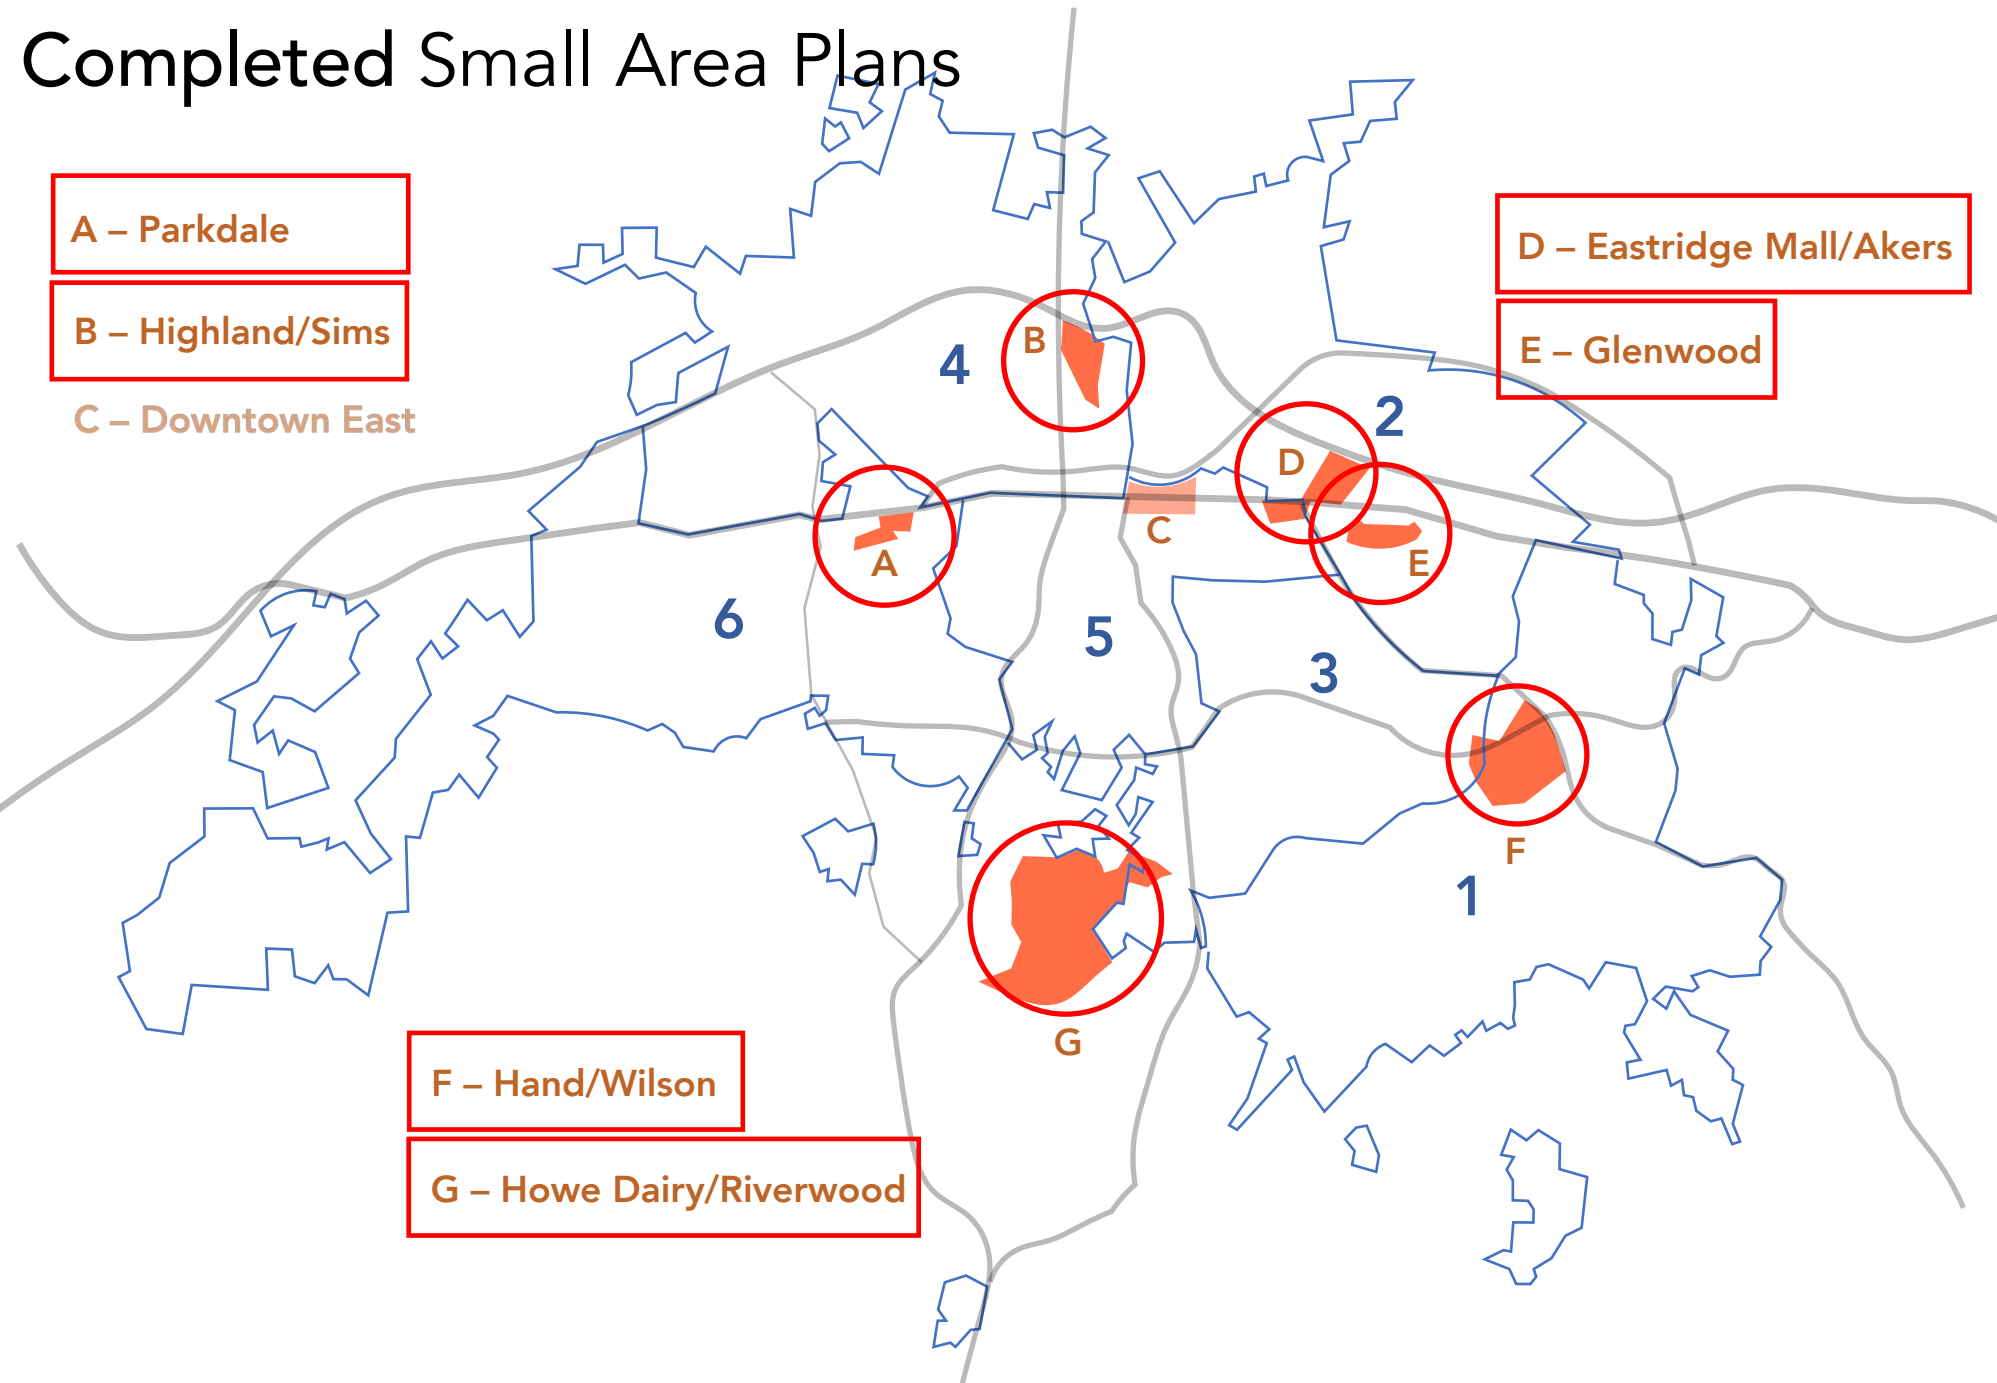 Completed Small Area Plans
A – Parkdale
B – Highland/Sims
C – Downtown East
D – Eastridge Mall/Akers
E – Glenwood
B
4
2
D
C
A
E
6
5
3
F
1
G
F – Hand/Wilson
G – Howe Dairy/Riverwood